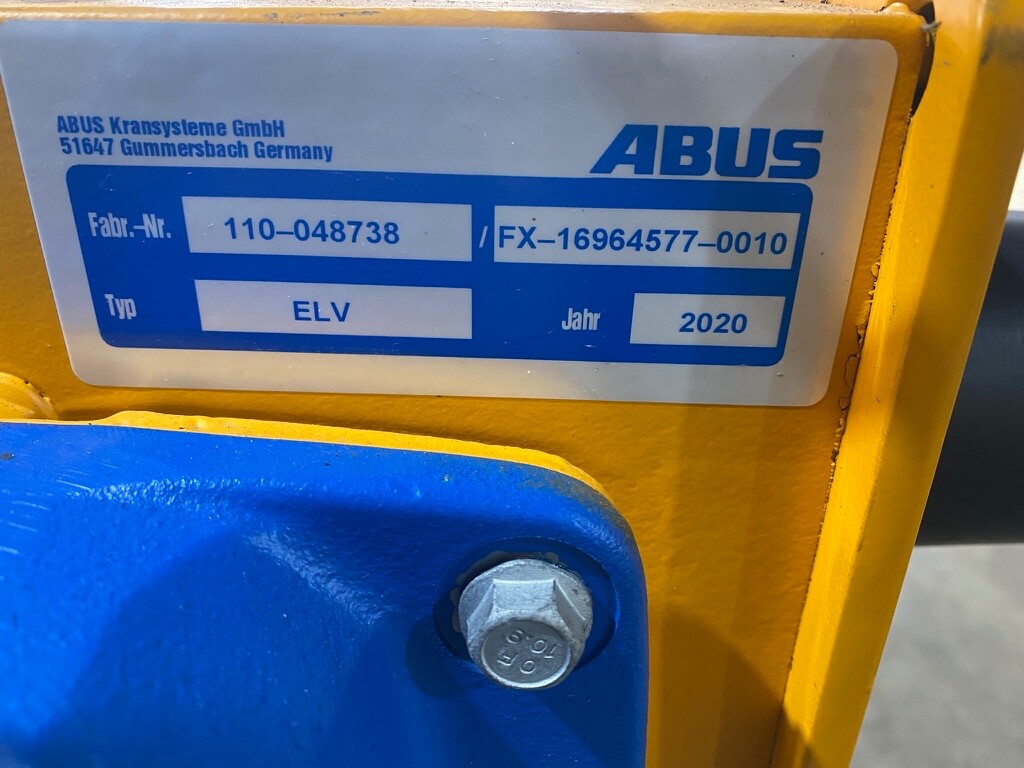 ABUS Kransysteme GmbH
51647 Gummersbach Germany
ABUS
Fabr.–Nr. 110–048738 / FX–16964577–0010
Typ ELV Jahr 2020
10.9